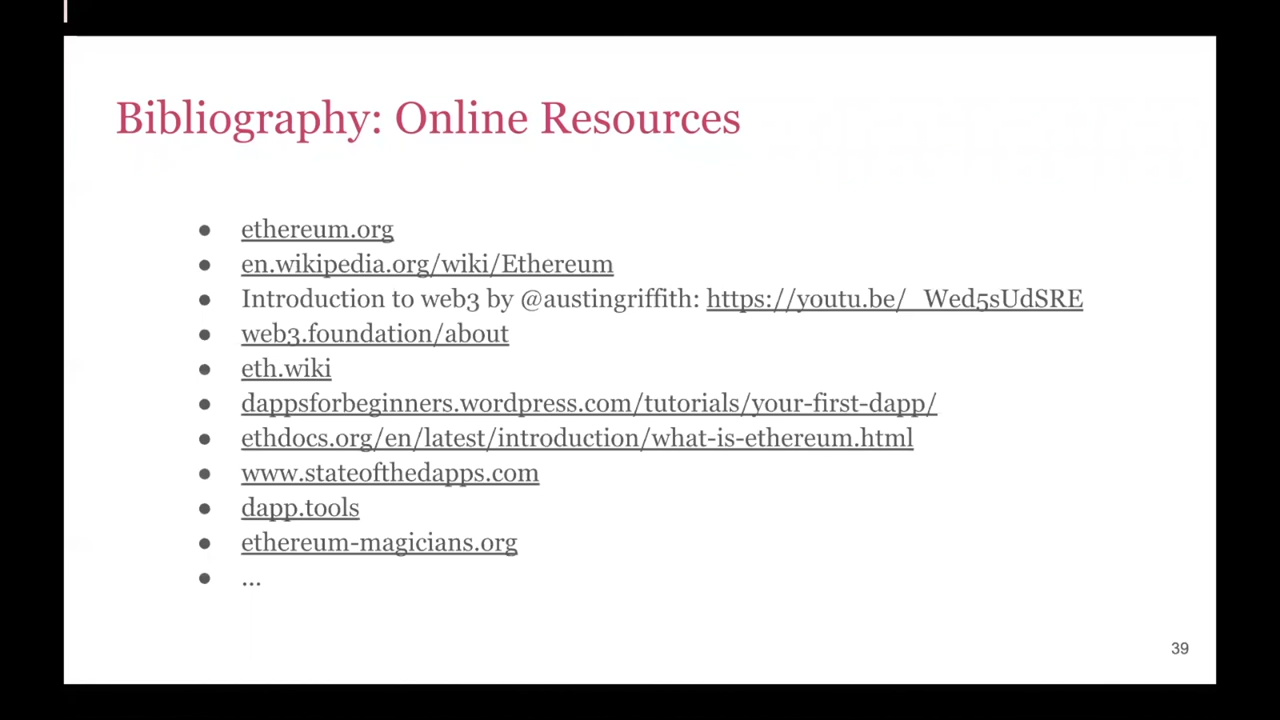 Bibliography: Online Resources
● ethereum.org
● en.wikipedia.org/wiki/Ethereum
● Introduction to web3 by @austingriffith: https://youtu.be/_Wed5sUdSRE
● web3.foundation/about
● eth.wiki
● dappsforbeginners.wordpress.com/tutorials/your-first-dapp/
● ethdocs.org/en/latest/introduction/what-is-ethereum.html
● www.stateofthedapps.com
● dapp.tools
● ethereum-magicians.org
● ...
39